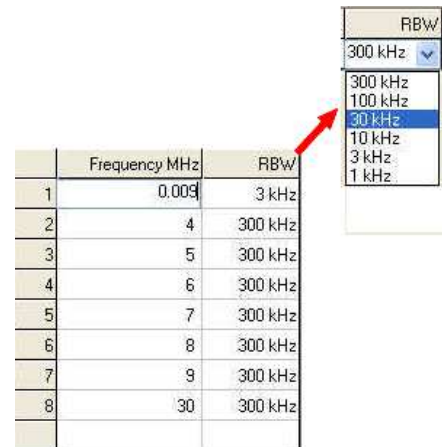 RBW
300 kHz
300 kHz
100 kHz
30 kHz
10 kHz
3 kHz
1 kHz
Frequency MHz RBW
1 0.009 3 kHz
2 4 300 kHz
3 5 300 kHz
4 6 300 kHz
5 7 300 kHz
6 8 300 kHz
7 9 300 kHz
8 30 300 kHz